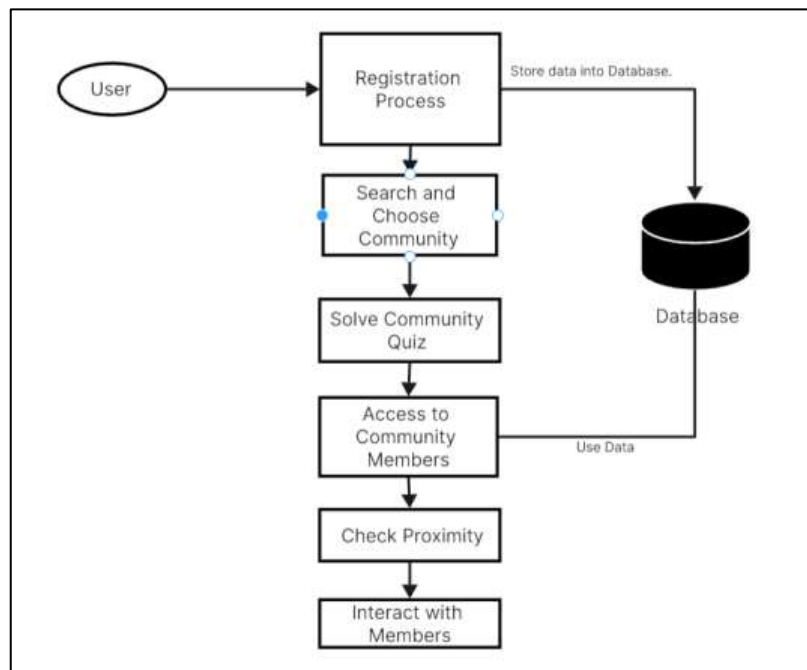 User
Registration
Process
Store data into Database.
Search and
Choose
Community
Solve Community
Quiz
Database
Access to
Community
Members
Use Data
Check Proximity
Interact with
Members